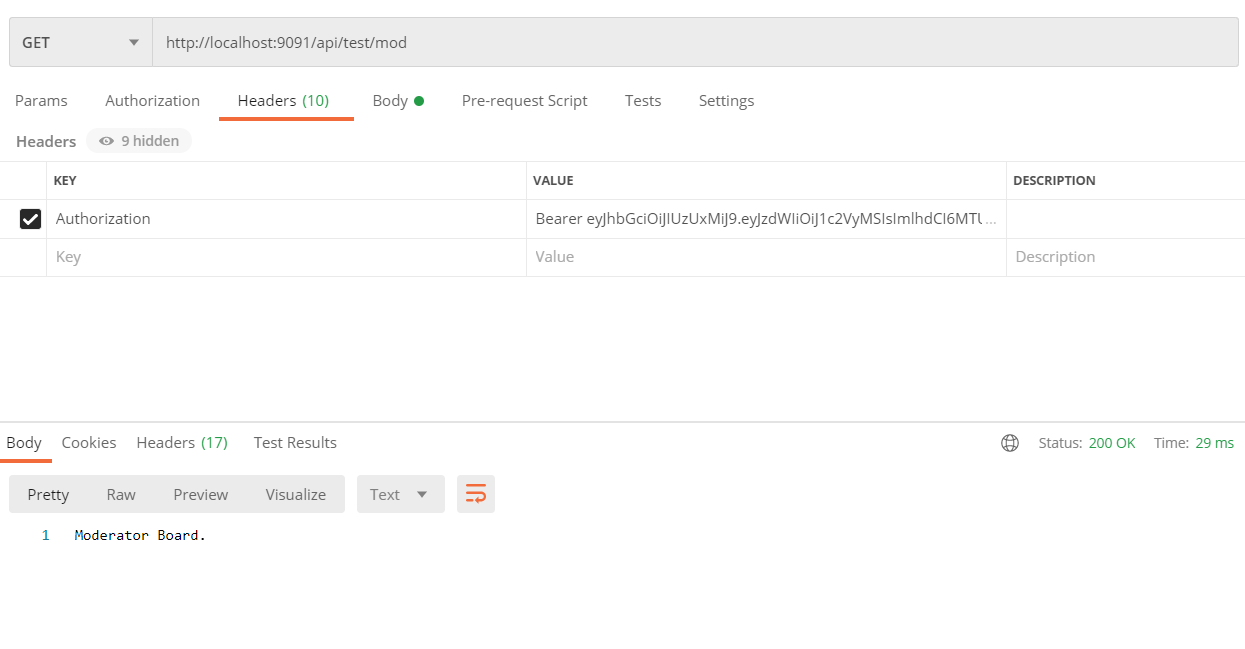 GET http://localhost:9091/api/test/mod
Params Authorization Headers (10) Body Pre-request Script Tests Settings
Headers 9 hidden
KEY VALUE DESCRIPTION
Authorization Bearer eyJhbGciOiJIUzUxMiJ9.eyJzdWIiOiJ1c2VyMSIsImlhdCI6MTU...
Key Value Description
Body Cookies Headers (17) Test Results Status: 200 OK Time: 29 ms
Pretty Raw Preview Visualize Text
1 Moderator Board.